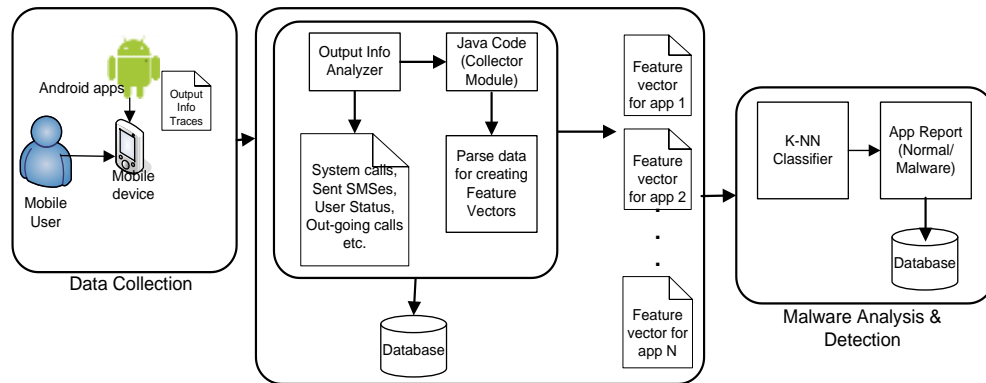 Android apps
Output
Info
Traces
Mobile
User
Mobile
device
Data Collection
Output Info
Analyzer
Java Code
(Collector
Module)
System calls,
Sent SMSes,
User Status,
Out-going calls
etc.
Parse data
for creating
Feature
Vectors
Database
Feature
vector
for app 1
Feature
vector
for app 2
.
.
.
Feature
vector for
app N
K-NN
Classifier
App Report
(Normal/
Malware)
Database
Malware Analysis &
Detection